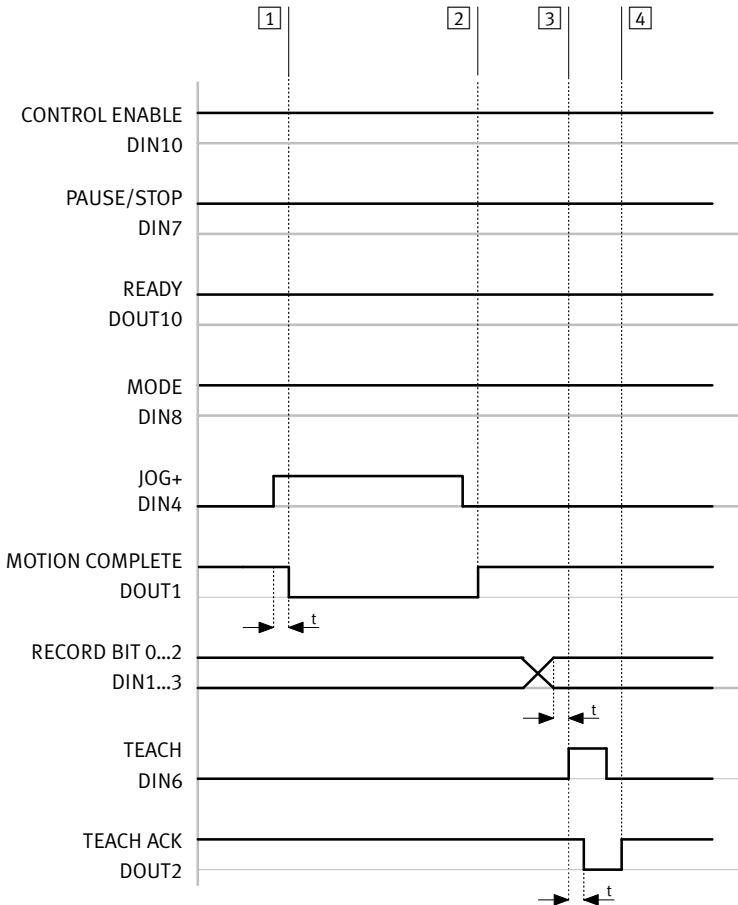 1 2 3 4
CONTROL ENABLE
DIN10
PAUSE/STOP
DIN7
READY
DOUT10
MODE
DIN8
JOG+
DIN4
MOTION COMPLETE
DOUT1
t
RECORD BIT 0...2
DIN1...3
t
TEACH
DIN6
TEACH ACK
DOUT2
t